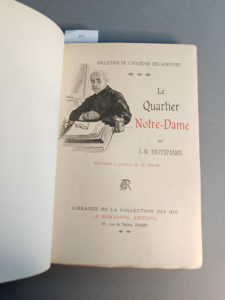 COLLECTION DE L'ACADÉMIE DES GONCOURT
Le
Quartier
Notre-Dame
par
J.-K. HUYSMANS
LIBRAIRIE DE LA COLLECTION DES DIX
A. ROMAGNOL, ÉDITEUR
PARIS